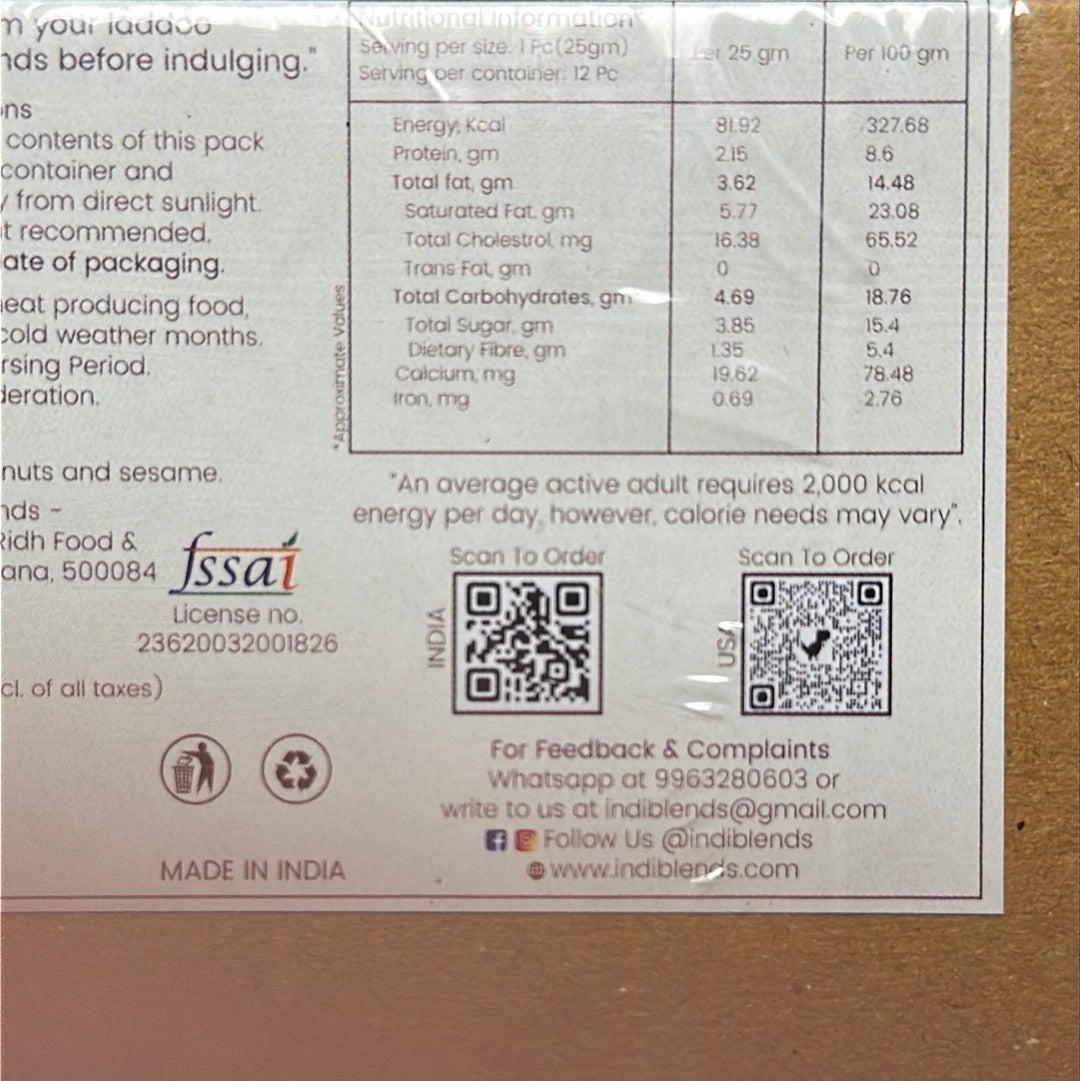 m your laddoo
nds before indulging."
ons
contents of this pack
container and
y from direct sunlight.
t recommended.
ate of packaging.
eat producing food,
cold weather months.
rsing Period.
deration.
nuts and sesame.
nds -
Ridh Food &
ana, 500084
fssai
License no.
23620032001826
cl. of all taxes)
MADE IN INDIA
Nutritional Information*
Serving per size: 1 Pc(25gm)
Serving per container: 12 Pc
Per 25 gm
Per 100 gm
Energy, Kcal 81.92 327.68
Protein, gm 2.15 8.6
Total fat, gm 3.62 14.48
Saturated Fat, gm 5.77 23.08
Total Cholestrol, mg 16.38 65.52
Trans Fat, gm 0 0
Total Carbohydrates, gm 4.69 18.76
Total Sugar, gm 3.85 15.4
Dietary Fibre, gm 1.35 5.4
Calcium, mg 19.62 78.48
Iron, mg 0.69 2.76
*Approximate Values
"An average active adult requires 2,000 kcal
energy per day, however, calorie needs may vary".
Scan To Order
INDIA
Scan To Order
USA
For Feedback & Complaints
Whatsapp at 9963280603 or
write to us at indiblends@gmail.com
Follow Us @indiblends
www.indiblends.com